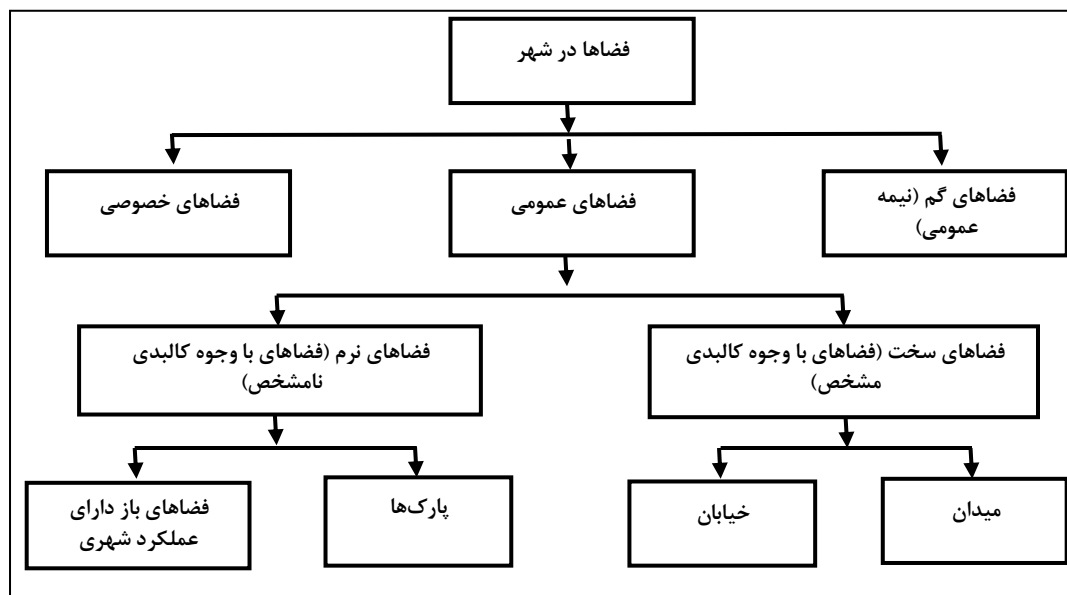 فضاها در شهر
فضاهای گم (نیمه
عمومی)
فضاهای عمومی
فضاهای خصوصی
فضاهای سخت (فضاهای با وجوه کالبدی
مشخص)
فضاهای نرم (فضاهای با وجوه کالبدی
نامشخص)
میدان
خیابان
پارک‌ها
فضاهای باز دارای
عملکرد شهری